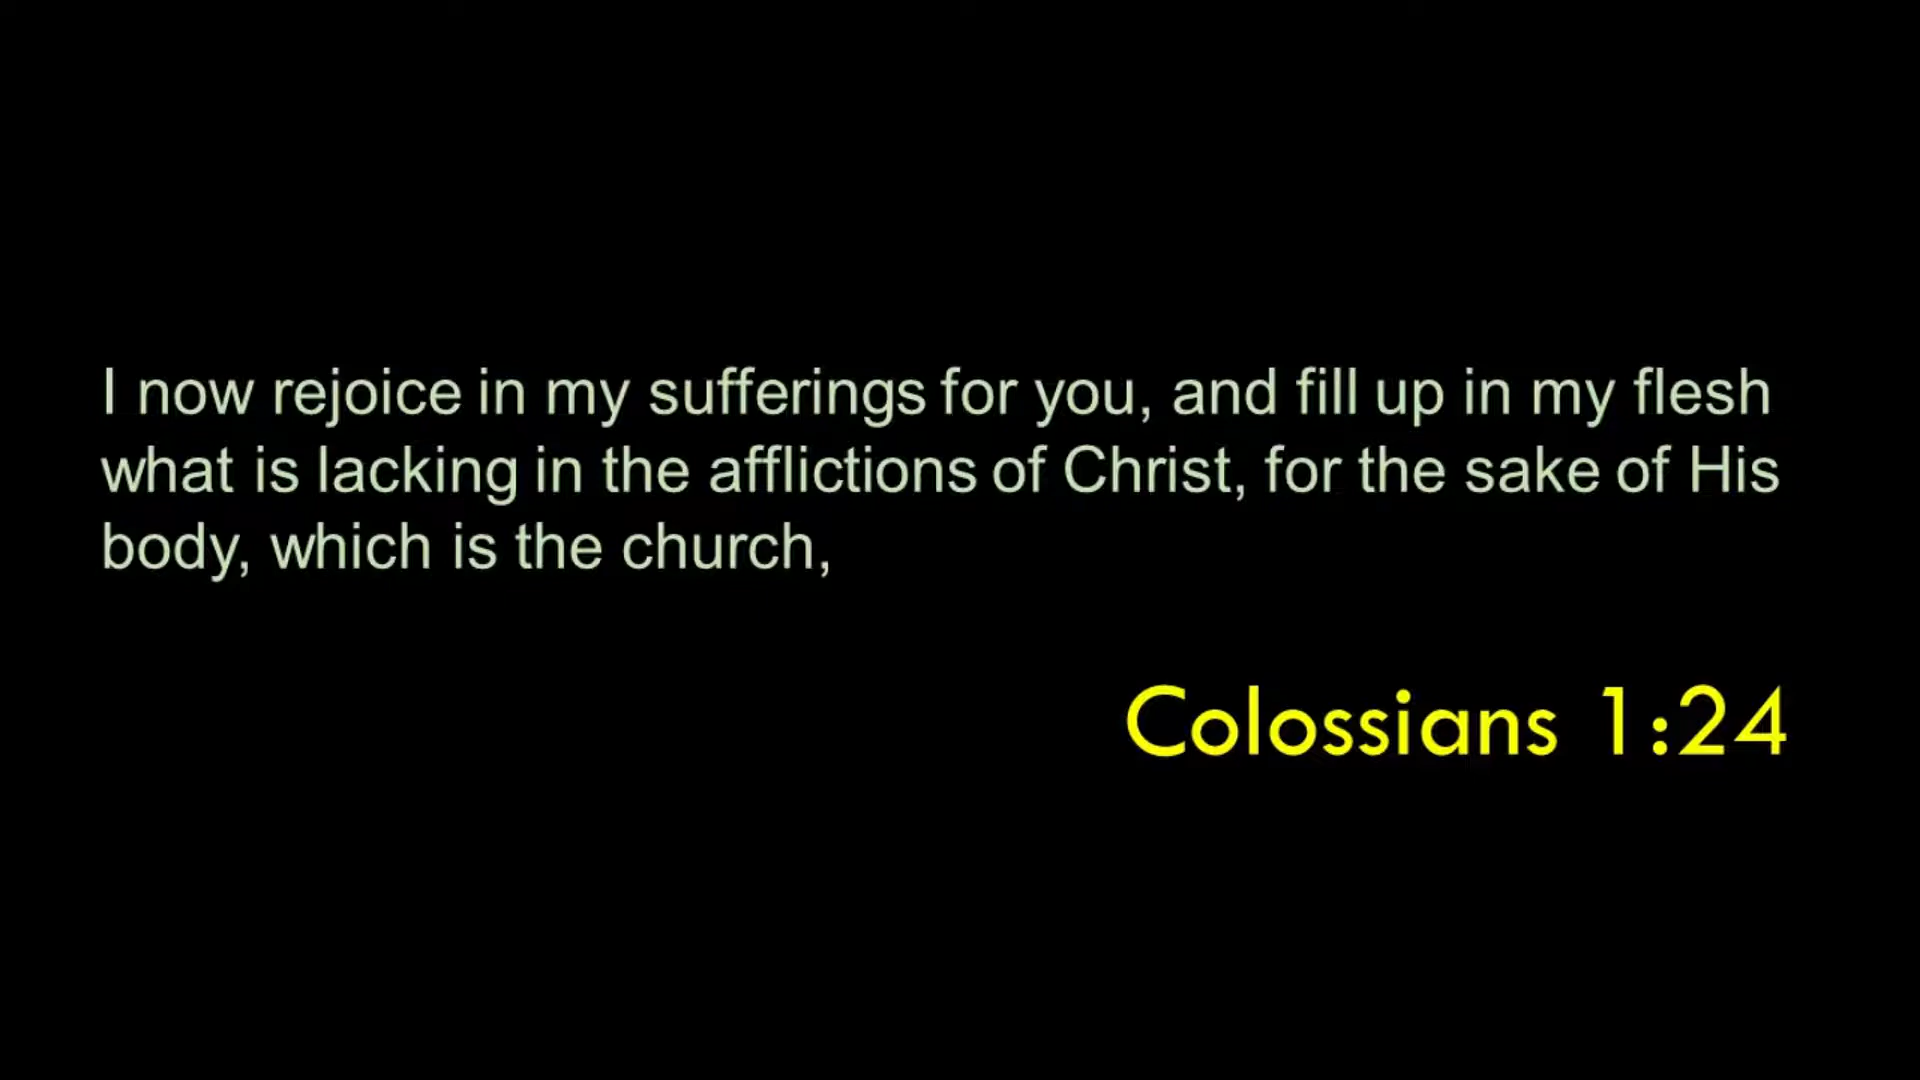 I now rejoice in my sufferings for you, and fill up in my flesh
what is lacking in the afflictions of Christ, for the sake of His
body, which is the church,
Colossians 1:24